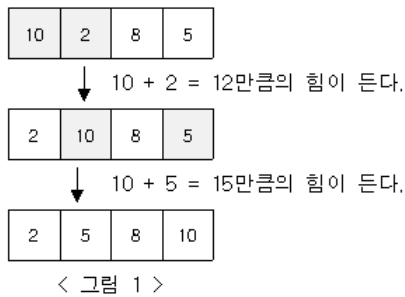 10 2 8 5
10 + 2 = 12만큼의 힘이 든다.
2 10 8 5
10 + 5 = 15만큼의 힘이 든다.
2 5 8 10
< 그림 1 >